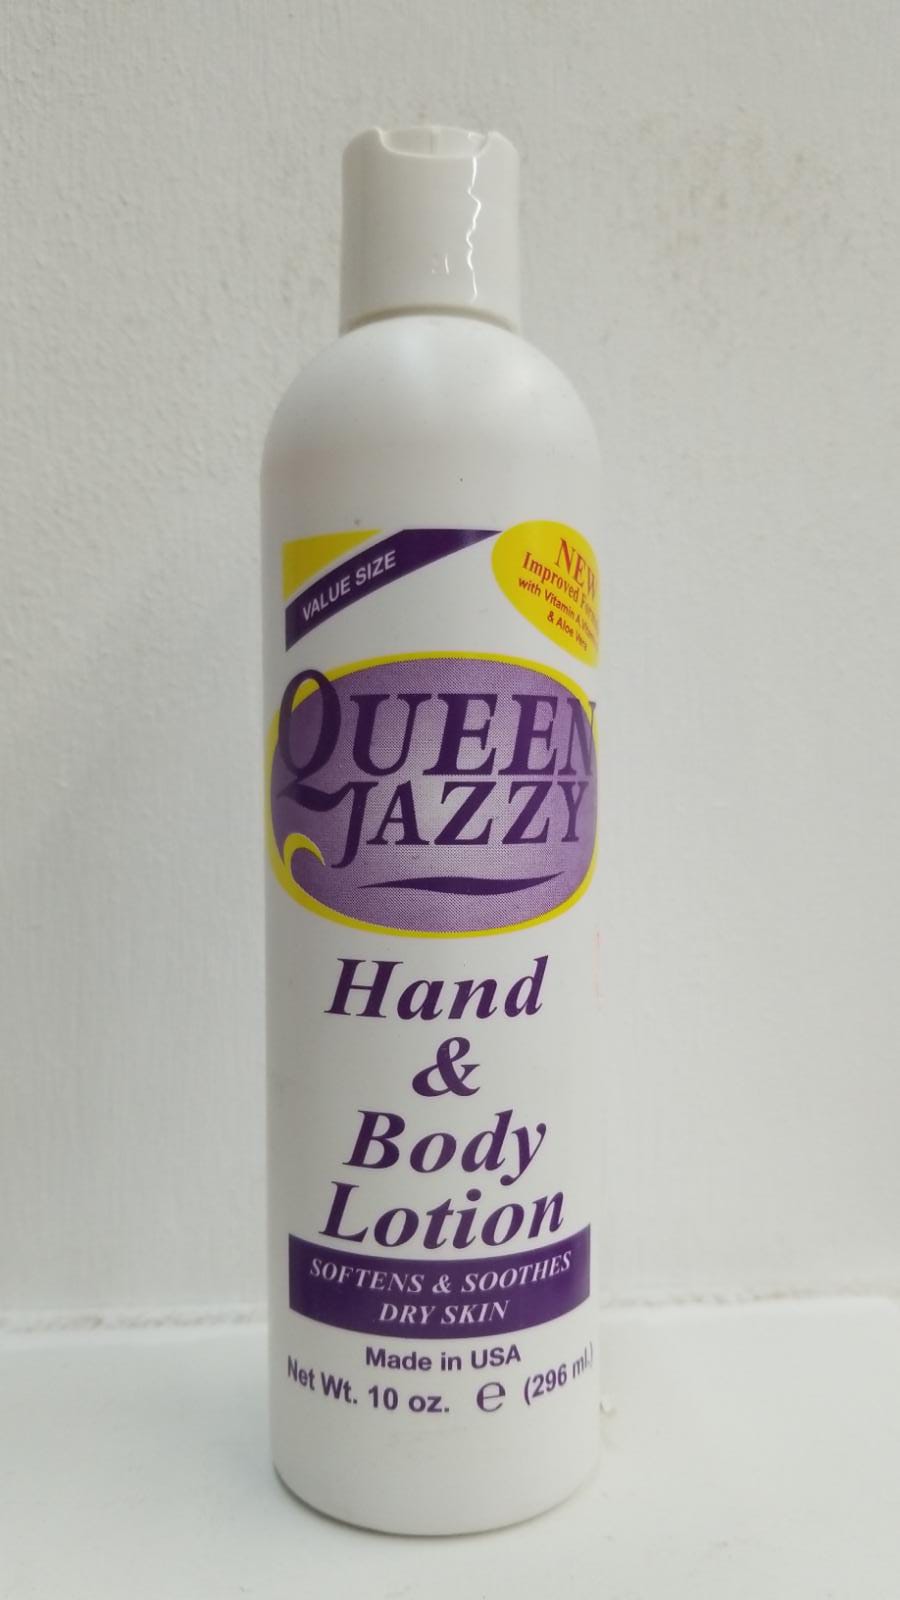 VALUE SIZE
NEW
Improved
with Vitamin A,
& Aloe Vera
QUEEN
JAZZY
Hand
&
Body
Lotion
SOFTENS & SOOTHES
DRY SKIN
Made in USA
Net Wt. 10 oz. e (296 ml.)